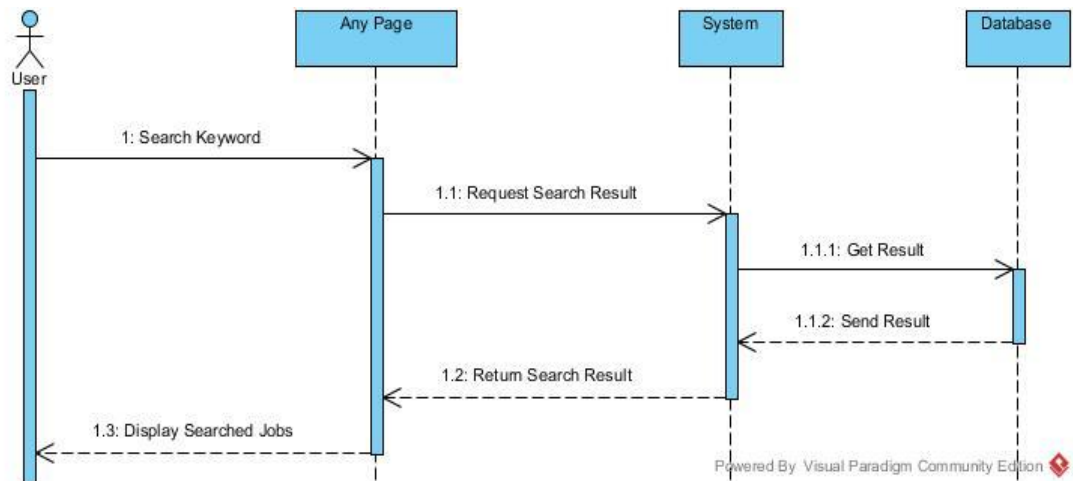 Any Page
System
Database
User
1: Search Keyword
1.1: Request Search Result
1.1.1: Get Result
1.1.2: Send Result
1.2: Return Search Result
1.3: Display Searched Jobs
Powered By Visual Paradigm Community Edition